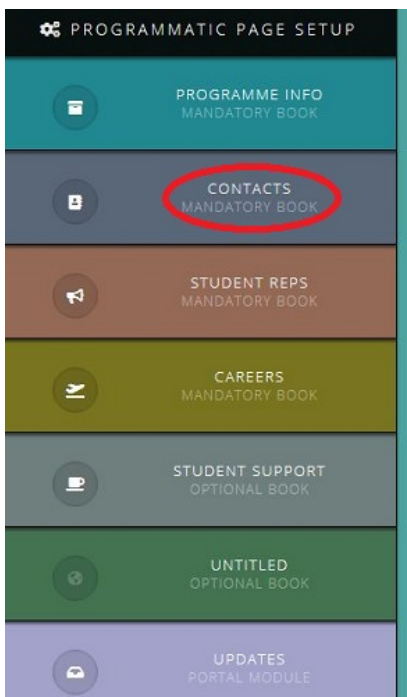 PROGRAMMATIC PAGE SETUP
PROGRAMME INFO
MANDATORY BOOK
CONTACTS
MANDATORY BOOK
STUDENT REPS
MANDATORY BOOK
CAREERS
MANDATORY BOOK
STUDENT SUPPORT
OPTIONAL BOOK
UNTITLED
OPTIONAL BOOK
UPDATES
PORTAL MODULE